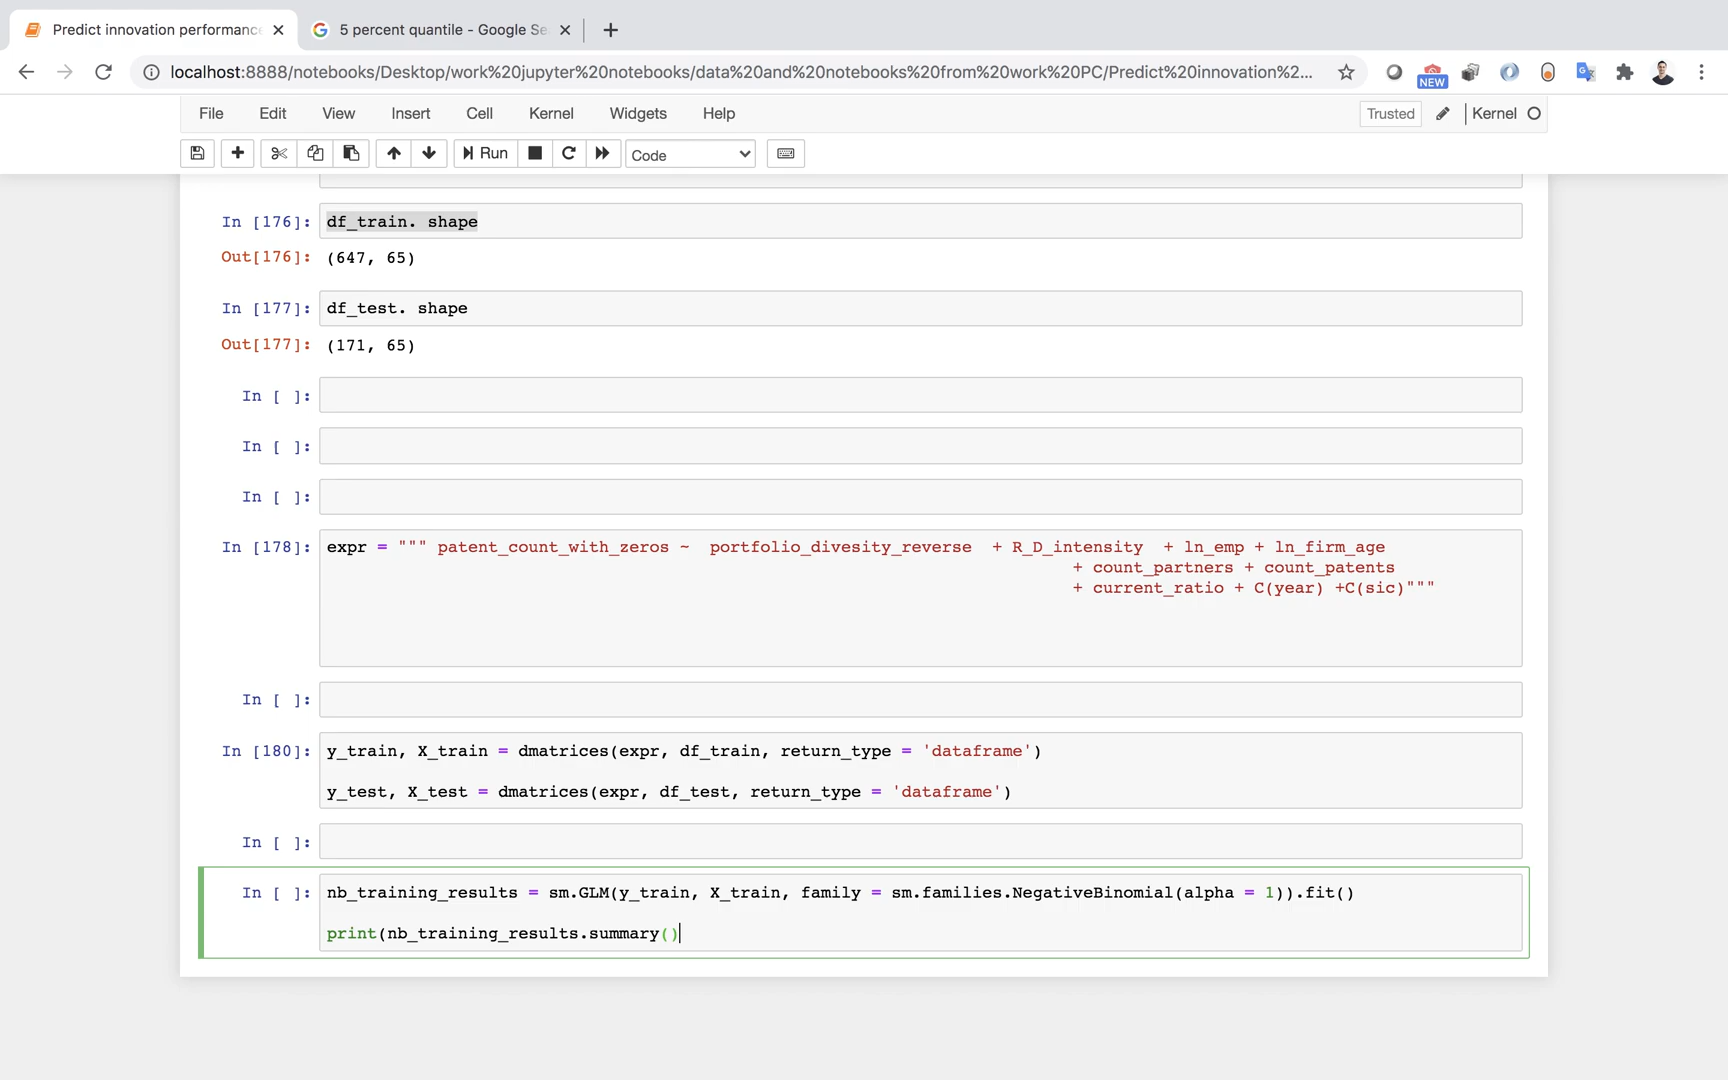 Predict innovation performance
5 percent quantile - Google Se
localhost:8888/notebooks/Desktop/work%20jupyter%20notebooks/data%20and%20notebooks%20from%20work%20PC/Predict%20innovation%2...
NEW
File Edit View Insert Cell Kernel Widgets Help
Trusted
Kernel
Run
Code
In [176]: df_train. shape
Out[176]: (647, 65)
In [177]: df_test. shape
Out[177]: (171, 65)
In [ ]:
In [ ]:
In [ ]:
In [178]: expr = """ patent_count_with_zeros ~ portfolio_divesity_reverse + R_D_intensity + ln_emp + ln_firm_age
+ count_partners + count_patents
+ current_ratio + C(year) +C(sic)"""
In [ ]:
In [180]: y_train, X_train = dmatrices(expr, df_train, return_type = 'dataframe')
y_test, X_test = dmatrices(expr, df_test, return_type = 'dataframe')
In [ ]:
In [ ]: nb_training_results = sm.GLM(y_train, X_train, family = sm.families.NegativeBinomial(alpha = 1)).fit()
print(nb_training_results.summary()